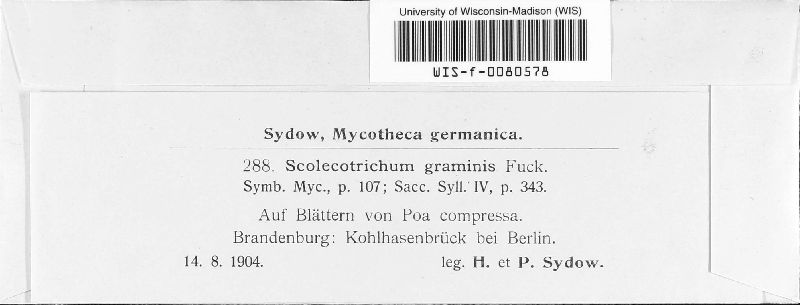 University of Wisconsin-Madison (WIS)
WIS-f-0080578
Sydow, Mycotheca germanica.
288. Scolecotrichum graminis Fuck.
Symb. Myc., p. 107; Sacc. Syll. IV, p. 343.
Auf Blättern von Poa compressa.
Brandenburg: Kohlhasenbrück bei Berlin.
14. 8. 1904. leg. H. et P. Sydow.